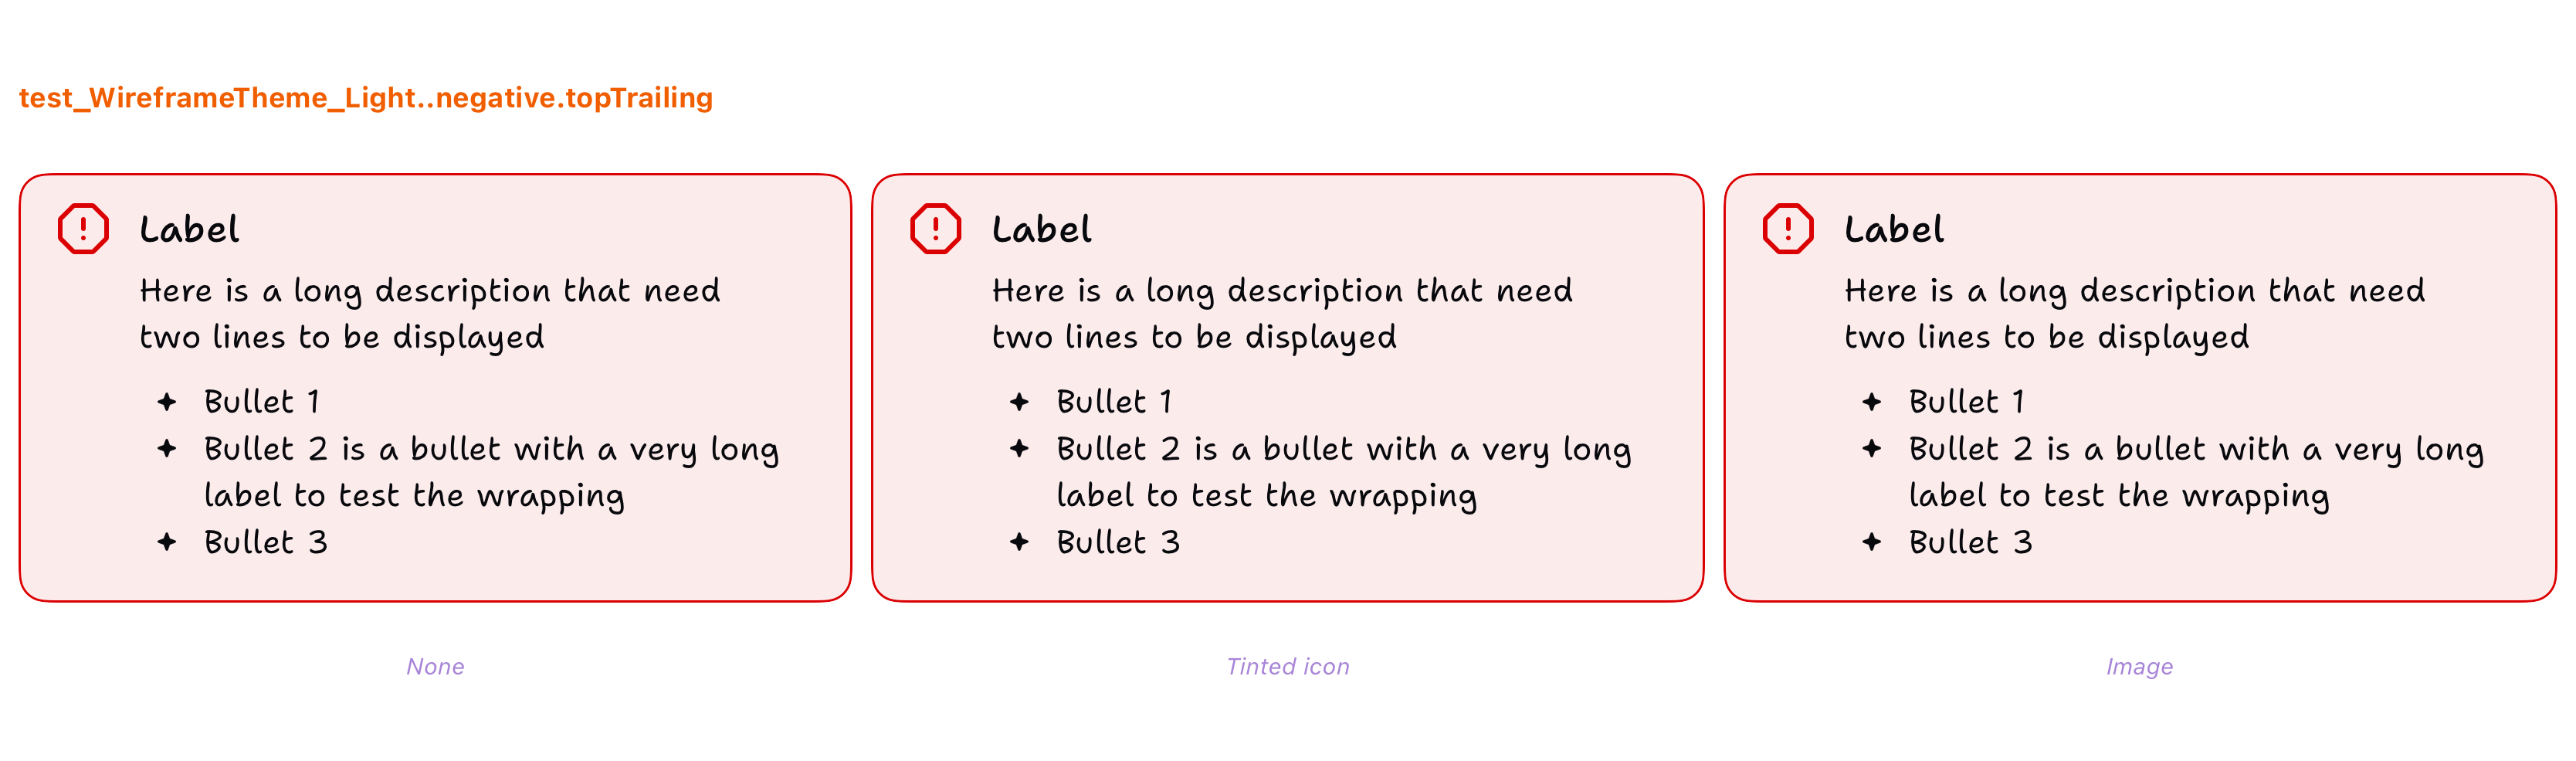 test_WireframeTheme_Light..negative.topTrailing
Label
Here is a long description that need
two lines to be displayed
Bullet 1
Bullet 2 is a bullet with a very long
label to test the wrapping
Bullet 3
None
Label
Here is a long description that need
two lines to be displayed
Bullet 1
Bullet 2 is a bullet with a very long
label to test the wrapping
Bullet 3
Tinted icon
Label
Here is a long description that need
two lines to be displayed
Bullet 1
Bullet 2 is a bullet with a very long
label to test the wrapping
Bullet 3
Image